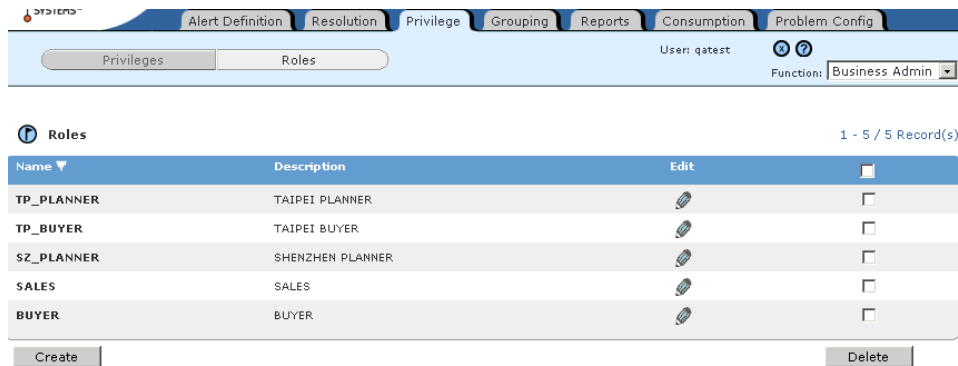 SYSTEMS
Alert Definition Resolution Privilege Grouping Reports Consumption Problem Config
Privileges Roles User: qatest
Function: Business Admin
Roles 1 - 5 / 5 Record(s)
Name Description Edit
TP_PLANNER TAIPEI PLANNER
TP_BUYER TAIPEI BUYER
SZ_PLANNER SHENZHEN PLANNER
SALES SALES
BUYER BUYER
Create Delete